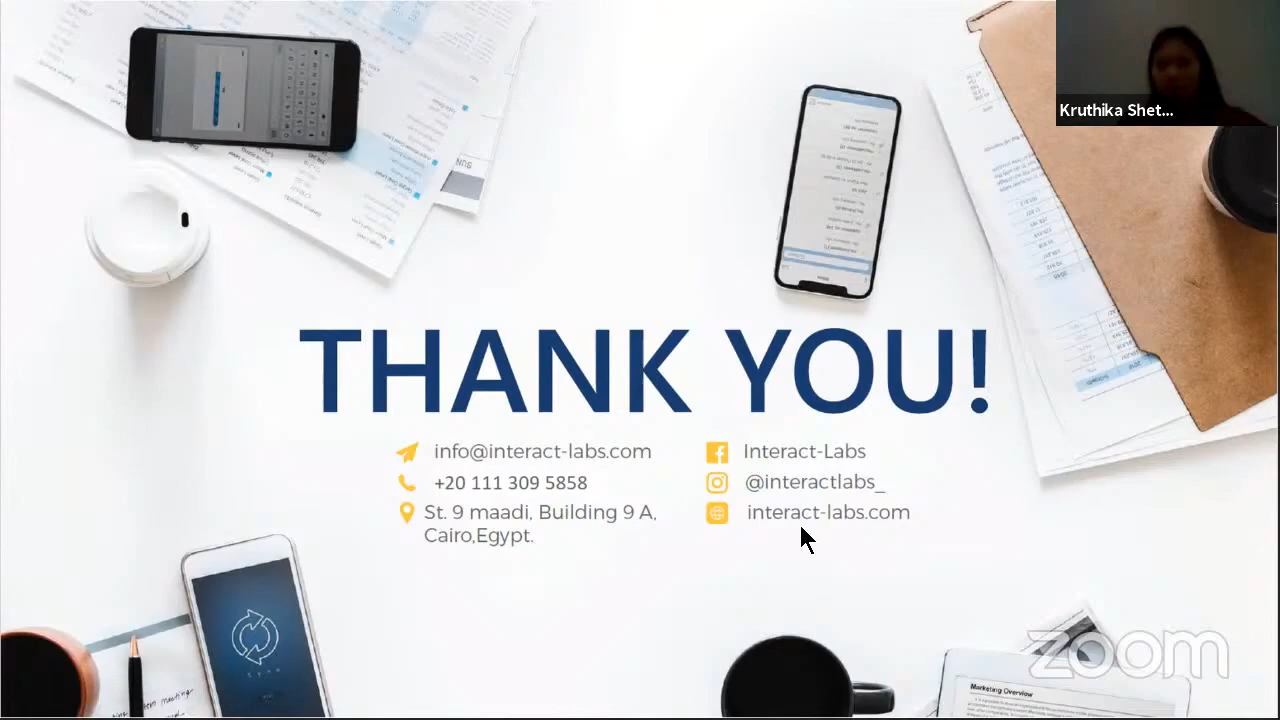 Kruthika Shet...
THANK YOU!
info@interact-labs.com
+20 111 309 5858
St. 9 maadi, Building 9 A,
Cairo,Egypt.
Interact-Labs
@interactlabs_
interact-labs.com
zoom
Marketing Overview